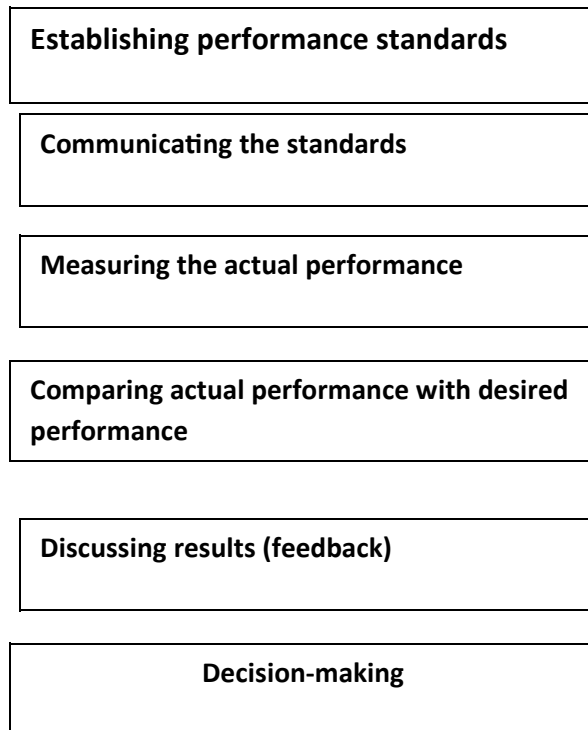 Establishing performance standards
Communicating the standards
Measuring the actual performance
Comparing actual performance with desired
performance
Discussing results (feedback)
Decision-making